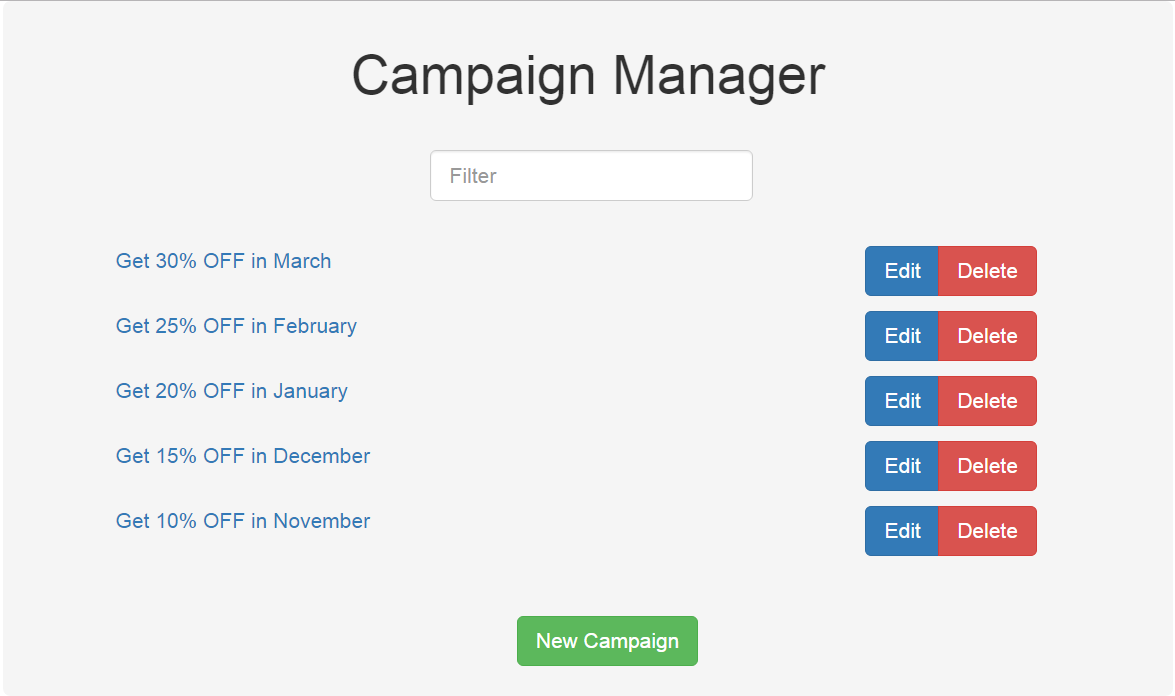 Campaign Manager
Filter
Get 30% OFF in March Edit Delete
Get 25% OFF in February Edit Delete
Get 20% OFF in January Edit Delete
Get 15% OFF in December Edit Delete
Get 10% OFF in November Edit Delete
New Campaign